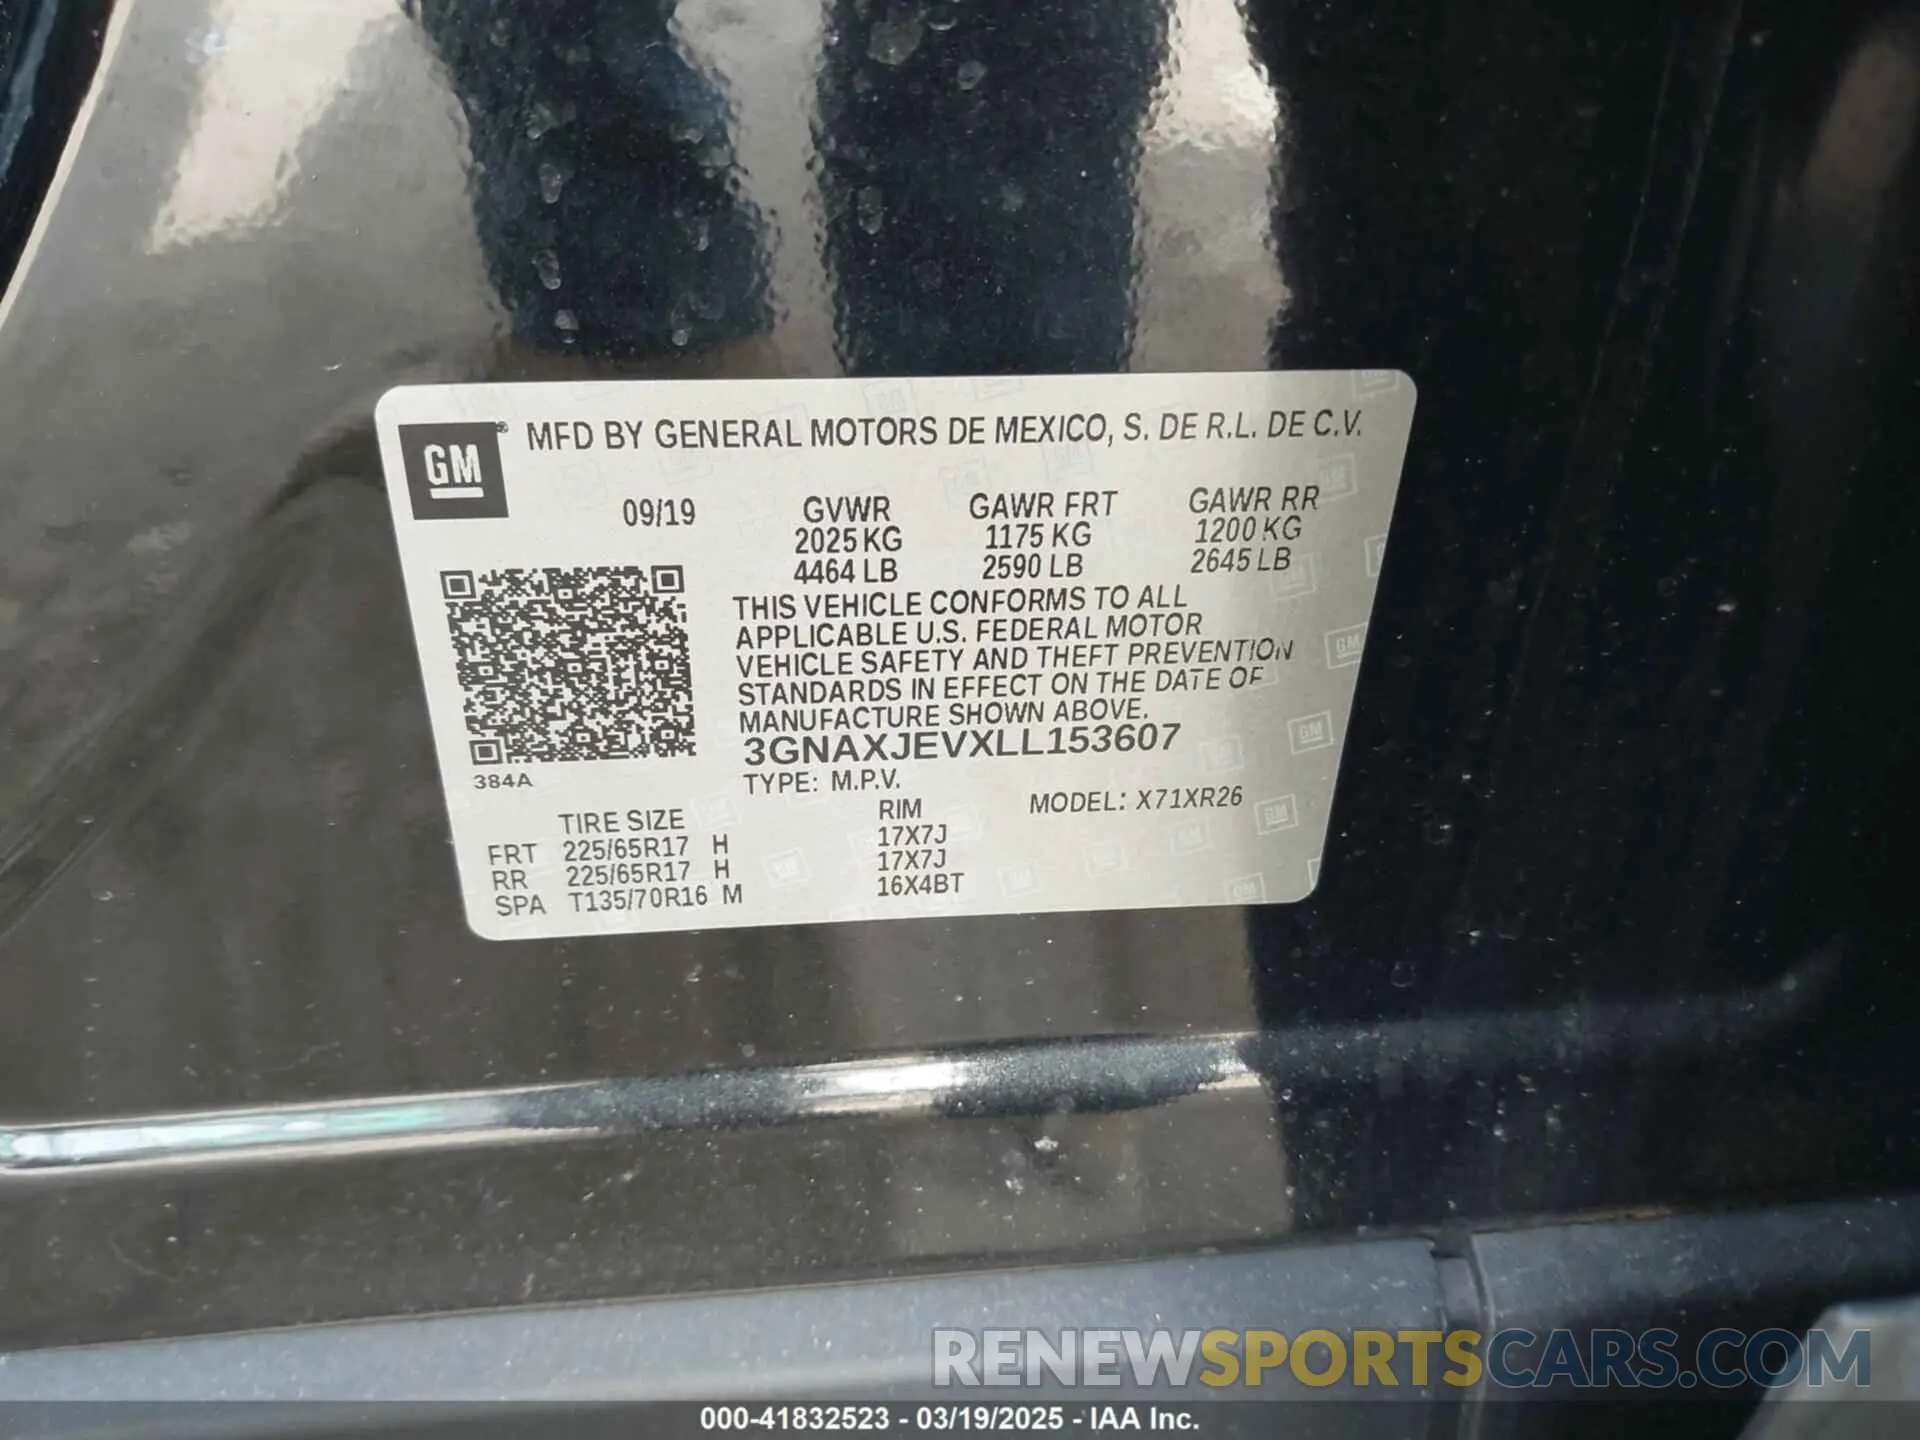 GM® MFD BY GENERAL MOTORS DE MEXICO, S. DE R.L. DE C.V.
09/19 GVWR GAWR FRT GAWR RR
2025 KG 1175 KG 1200 KG
4464 LB 2590 LB 2645 LB
THIS VEHICLE CONFORMS TO ALL
APPLICABLE U.S. FEDERAL MOTOR
VEHICLE SAFETY AND THEFT PREVENTION
STANDARDS IN EFFECT ON THE DATE OF
MANUFACTURE SHOWN ABOVE.
3GNAXJEVXLL153607
384A TYPE: M.P.V.
MODEL: X71XR26
TIRE SIZE RIM
FRT 225/65R17 H 17X7J
RR 225/65R17 H 17X7J
SPA T135/70R16 M 16X4BT
RENEWSPORTSCARS.COM
000-41832523 - 03/19/2025 - IAA Inc.